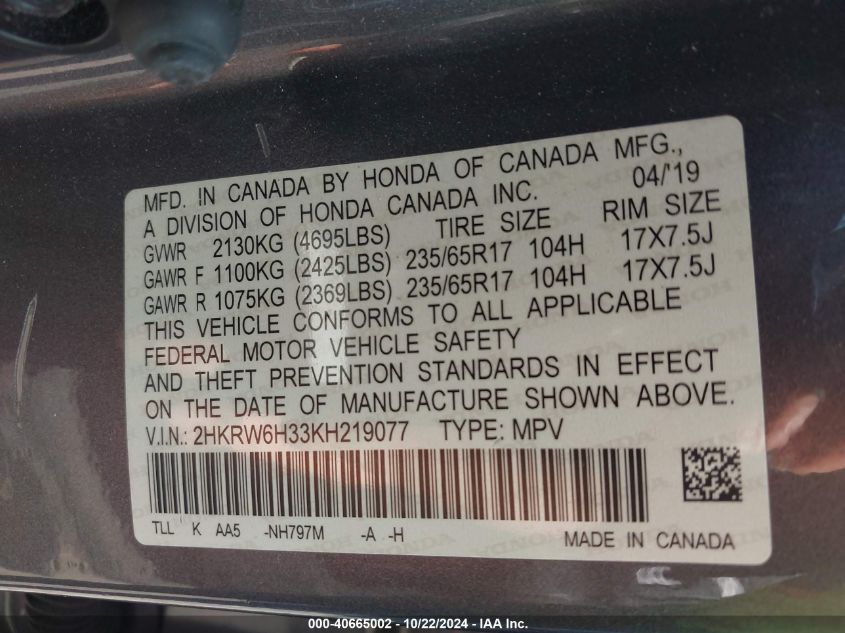 MFD. IN CANADA BY HONDA OF CANADA MFG.,
A DIVISION OF HONDA CANADA INC. 04/'19
GVWR 2130KG (4695LBS) TIRE SIZE RIM SIZE
GAWR F 1100KG (2425LBS) 235/65R17 104H 17X7.5J
GAWR R 1075KG (2369LBS) 235/65R17 104H 17X7.5J
THIS VEHICLE CONFORMS TO ALL APPLICABLE
FEDERAL MOTOR VEHICLE SAFETY
AND THEFT PREVENTION STANDARDS IN EFFECT
ON THE DATE OF MANUFACTURE SHOWN ABOVE.
V.I.N.: 2HKRW6H33KH219077 TYPE: MPV
TLL K AA5 -NH797M -A -H MADE IN CANADA
000-40665002 - 10/22/2024 - IAA Inc.